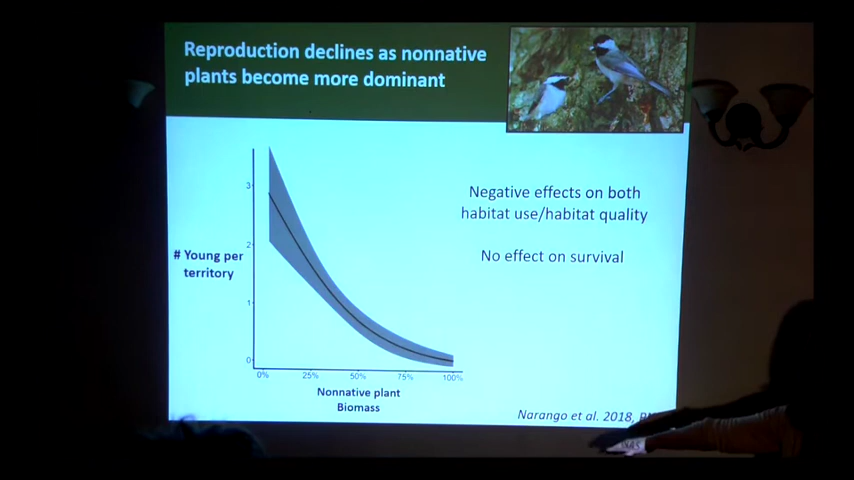 Reproduction declines as nonnative
plants become more dominant
Negative effects on both
habitat use/habitat quality
No effect on survival
# Young per
territory
3
2
1
0
0%
25%
50%
75%
100%
Nonnative plant
Biomass
Narango et al. 2018,